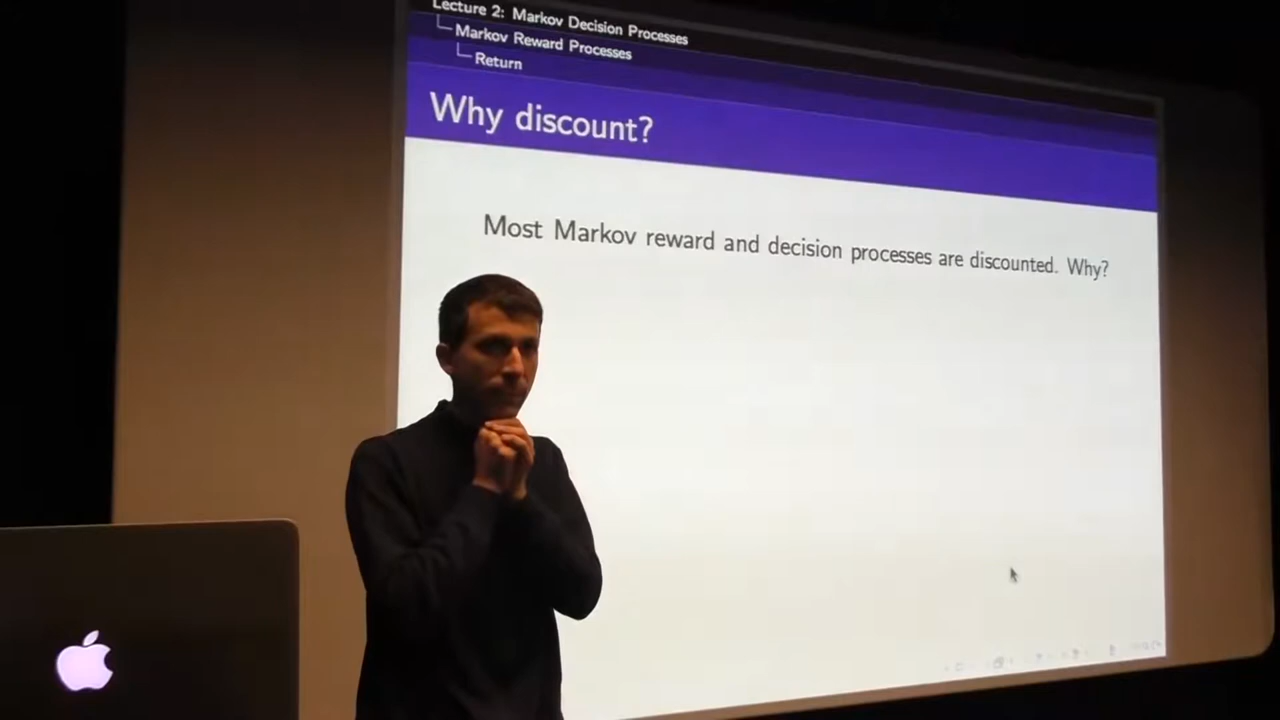 Lecture 2: Markov Decision Processes
Markov Reward Processes
Return
Why discount?
Most Markov reward and decision processes are discounted. Why?